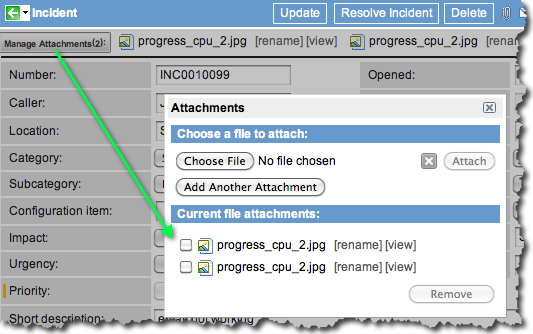 Incident Update Resolve Incident Delete
Manage Attachments(2): progress_cpu_2.jpg [rename] [view] progress_cpu_2.jpg [rename] [view]
Number: INC0010099 Opened:
Caller:
Attachments
Location:
Choose a file to attach:
Category:
Choose File No file chosen Attach
Subcategory:
Add Another Attachment
Configuration item:
Current file attachments:
Impact:
progress_cpu_2.jpg [rename] [view]
Urgency:
progress_cpu_2.jpg [rename] [view]
Priority:
Remove
Short description: working